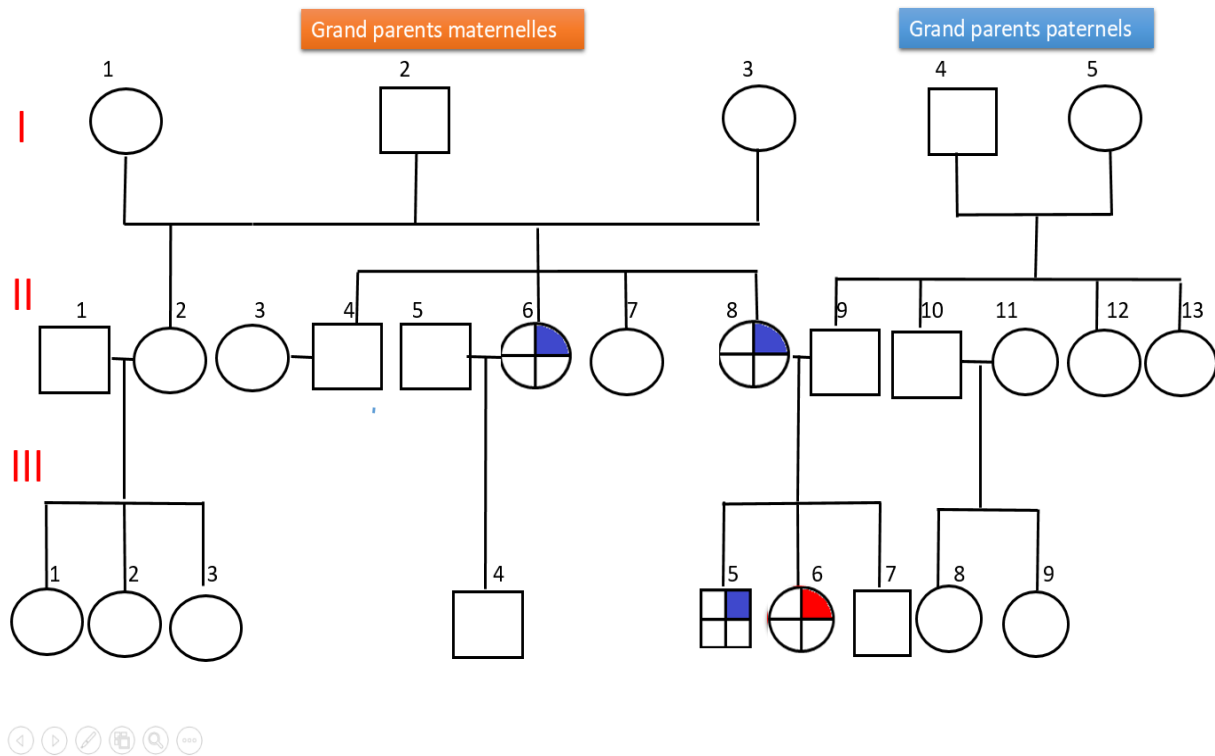 Grand parents maternelles
Grand parents paternels
1 2 3 4 5
I
II
1 2 3 4 5 6 7 8 9 10 11 12 13
III
1 2 3 4 5 6 7 8 9